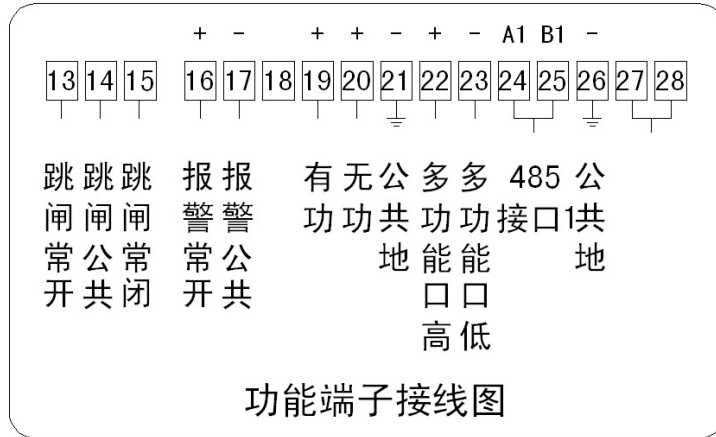 + − + + − + − A1 B1 −
13 14 15 16 17 18 19 20 21 22 23 24 25 26 27 28
跳闸常开
跳闸公共
跳闸常闭
报警常开
报警公共
有功
无功
公共地
多功能口高
多功能口低
485
接口1
公共地
功能端子接线图